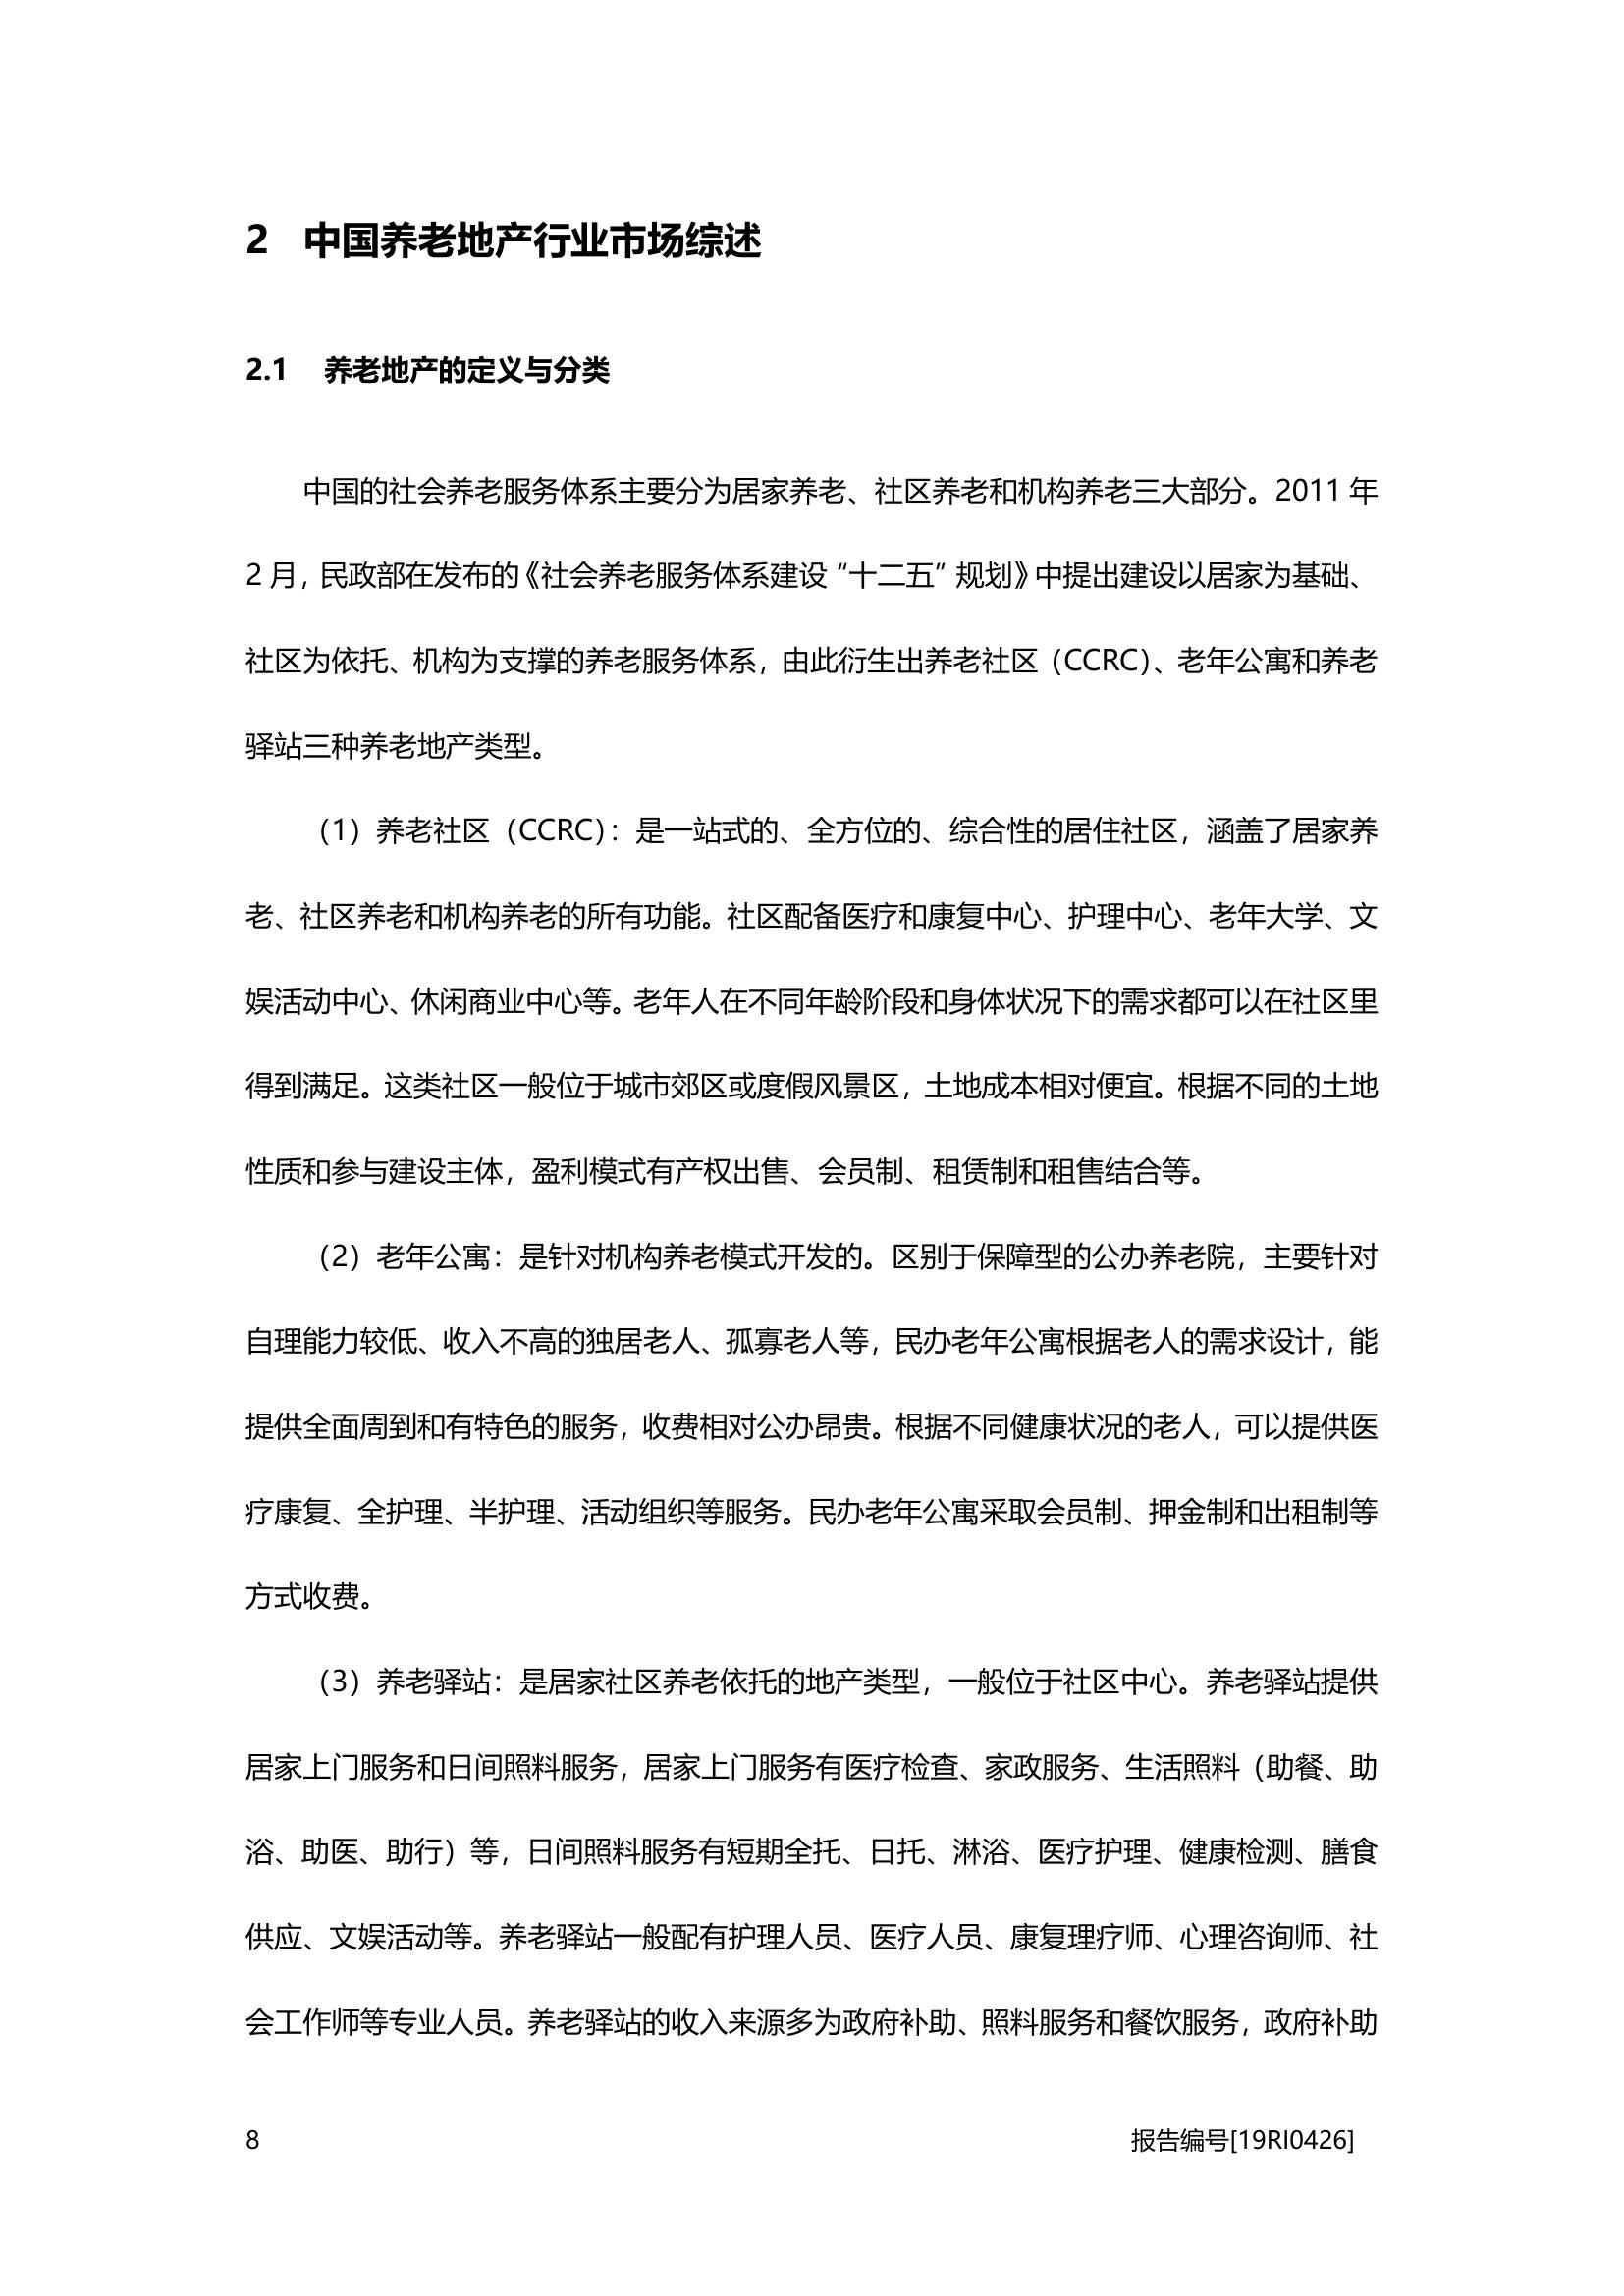 2 中国养老地产行业市场综述
2.1 养老地产的定义与分类
中国的社会养老服务体系主要分为居家养老、社区养老和机构养老三大部分。2011 年
2 月，民政部在发布的《社会养老服务体系建设“十二五”规划》中提出建设以居家为基础、
社区为依托、机构为支撑的养老服务体系，由此衍生出养老社区（CCRC）、老年公寓和养老
驿站三种养老地产类型。
（1）养老社区（CCRC）：是一站式的、全方位的、综合性的居住社区，涵盖了居家养
老、社区养老和机构养老的所有功能。社区配备医疗和康复中心、护理中心、老年大学、文
娱活动中心、休闲商业中心等。老年人在不同年龄阶段和身体状况下的需求都可以在社区里
得到满足。这类社区一般位于城市郊区或度假风景区，土地成本相对便宜。根据不同的土地
性质和参与建设主体，盈利模式有产权出售、会员制、租赁制和租售结合等。
（2）老年公寓：是针对机构养老模式开发的。区别于保障型的公办养老院，主要针对
自理能力较低、收入不高的独居老人、孤寡老人等，民办老年公寓根据老人的需求设计，能
提供全面周到和有特色的服务，收费相对公办昂贵。根据不同健康状况的老人，可以提供医
疗康复、全护理、半护理、活动组织等服务。民办老年公寓采取会员制、押金制和出租制等
方式收费。
（3）养老驿站：是居家社区养老依托的地产类型，一般位于社区中心。养老驿站提供
居家上门服务和日间照料服务，居家上门服务有医疗检查、家政服务、生活照料（助餐、助
浴、助医、助行）等，日间照料服务有短期全托、日托、淋浴、医疗护理、健康检测、膳食
供应、文娱活动等。养老驿站一般配有护理人员、医疗人员、康复理疗师、心理咨询师、社
会工作师等专业人员。养老驿站的收入来源多为政府补助、照料服务和餐饮服务，政府补助
8 报告编号[19RI0426]